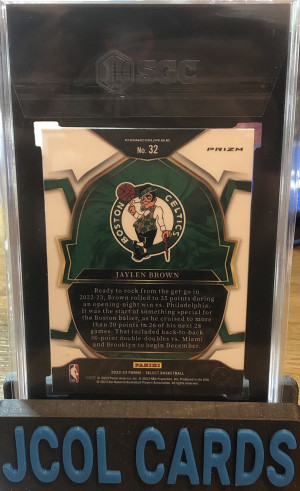 SGC
No. 32
PRIZM
BOSTON CELTICS
JAYLEN BROWN
Ready to rock from the get-go in
2022-23, Brown rolled to 35 points during
an opening-night win vs. Philadelphia.
It was the start of something special for
the Boston baller, as he cruised to more
than 20 points in 26 of his next 28
games. That included back-to-back
30-point double-doubles vs. Miami
and Brooklyn to begin December.
PANINI
2022-23 PANINI - SELECT BASKETBALL
JCOL CARDS